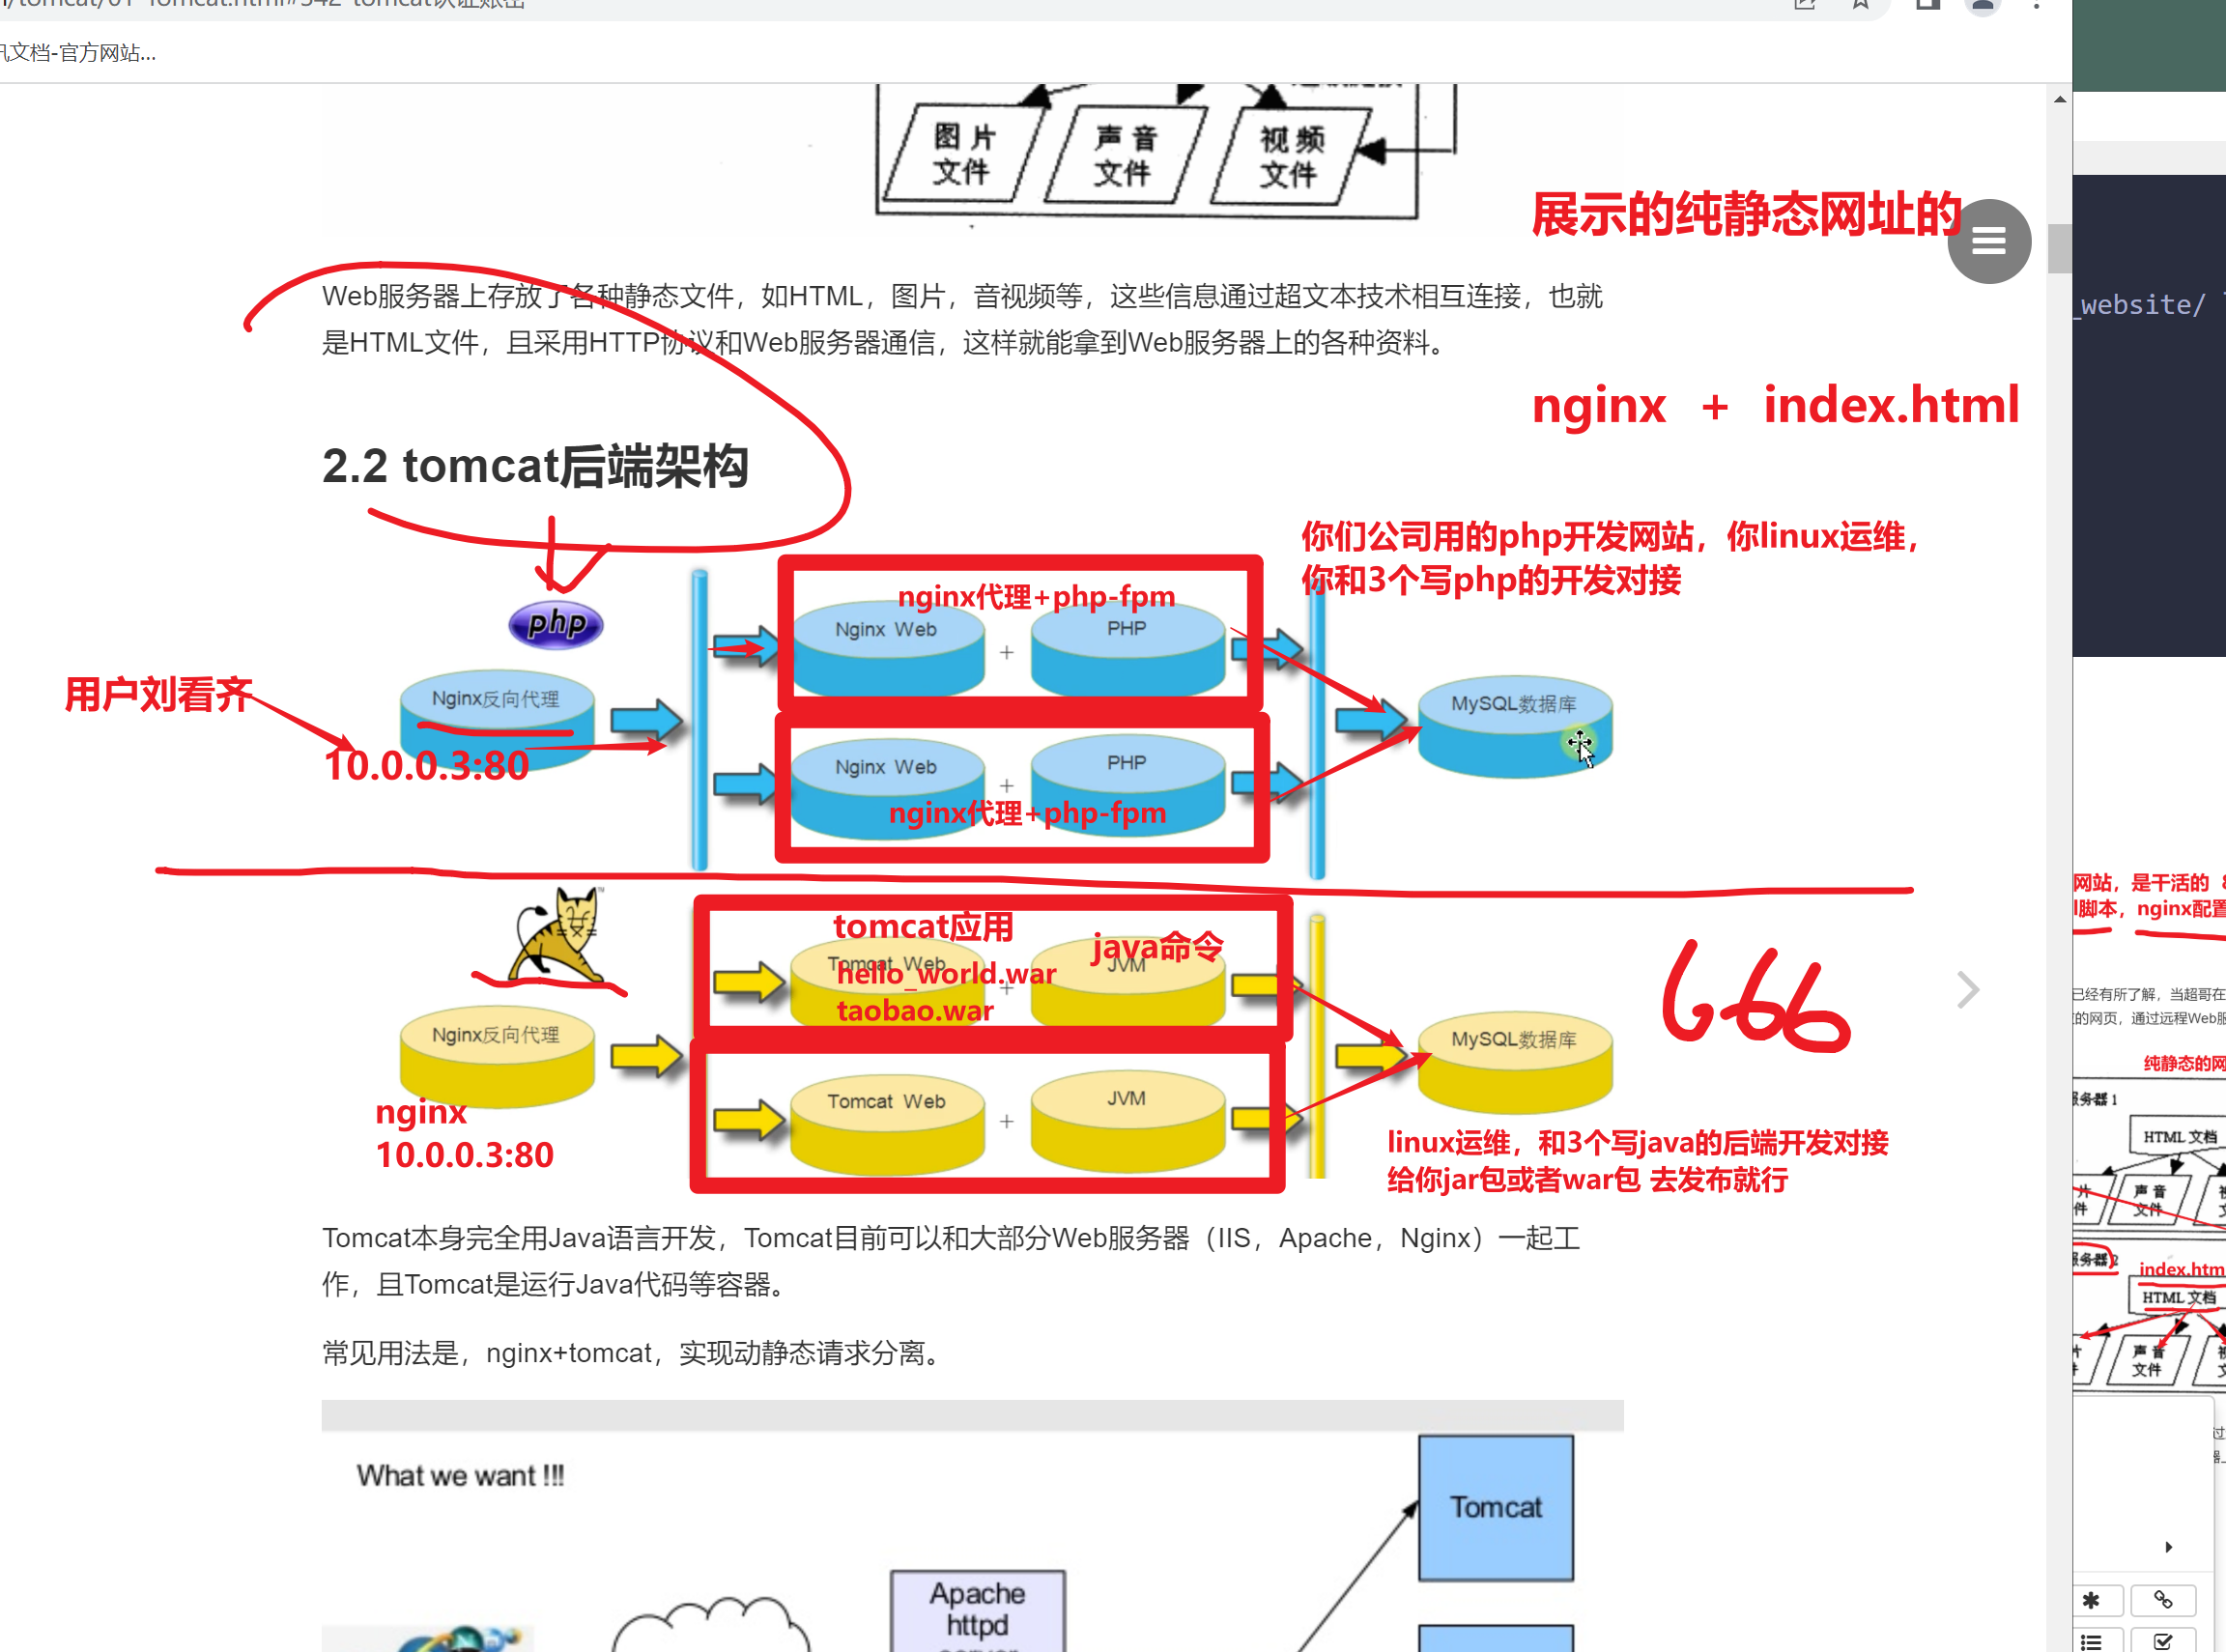 讯文档-官方网站...
图片
文件
声音
文件
视频
文件
展示的纯静态网址的
Web服务器上存放了各种静态文件，如HTML，图片，音视频等，这些信息通过超文本技术相互连接，也就
是HTML文件，且采用HTTP协议和Web服务器通信，这样就能拿到Web服务器上的各种资料。
_website/
nginx + index.html
2.2 tomcat后端架构
你们公司用的php开发网站，你linux运维，
你和3个写php的开发对接
php
nginx代理+php-fpm
Nginx Web
+
PHP
用户刘看齐
Nginx反向代理
10.0.0.3:80
MySQL数据库
Nginx Web
+
PHP
nginx代理+php-fpm
tomcat应用
java命令
Tomcat Web
+
JVM
hello_world.war
taobao.war
666
Nginx反向代理
MySQL数据库
nginx
10.0.0.3:80
Tomcat Web
+
JVM
linux运维，和3个写java的后端开发对接
给你jar包或者war包 去发布就行
Tomcat本身完全用Java语言开发，Tomcat目前可以和大部分Web服务器（IIS，Apache，Nginx）一起工
作，且Tomcat是运行Java代码等容器。
常见用法是，nginx+tomcat，实现动静态请求分离。
What we want !!!
Tomcat
Apache
httpd
网站，是干活的
l脚本，nginx配置
已经有所了解，当超哥在
的网页，通过远程Web服
纯静态的网
服务器1
HTML 文档
声音
文件
服务器2
index.htm
HTML 文档
声音
文件